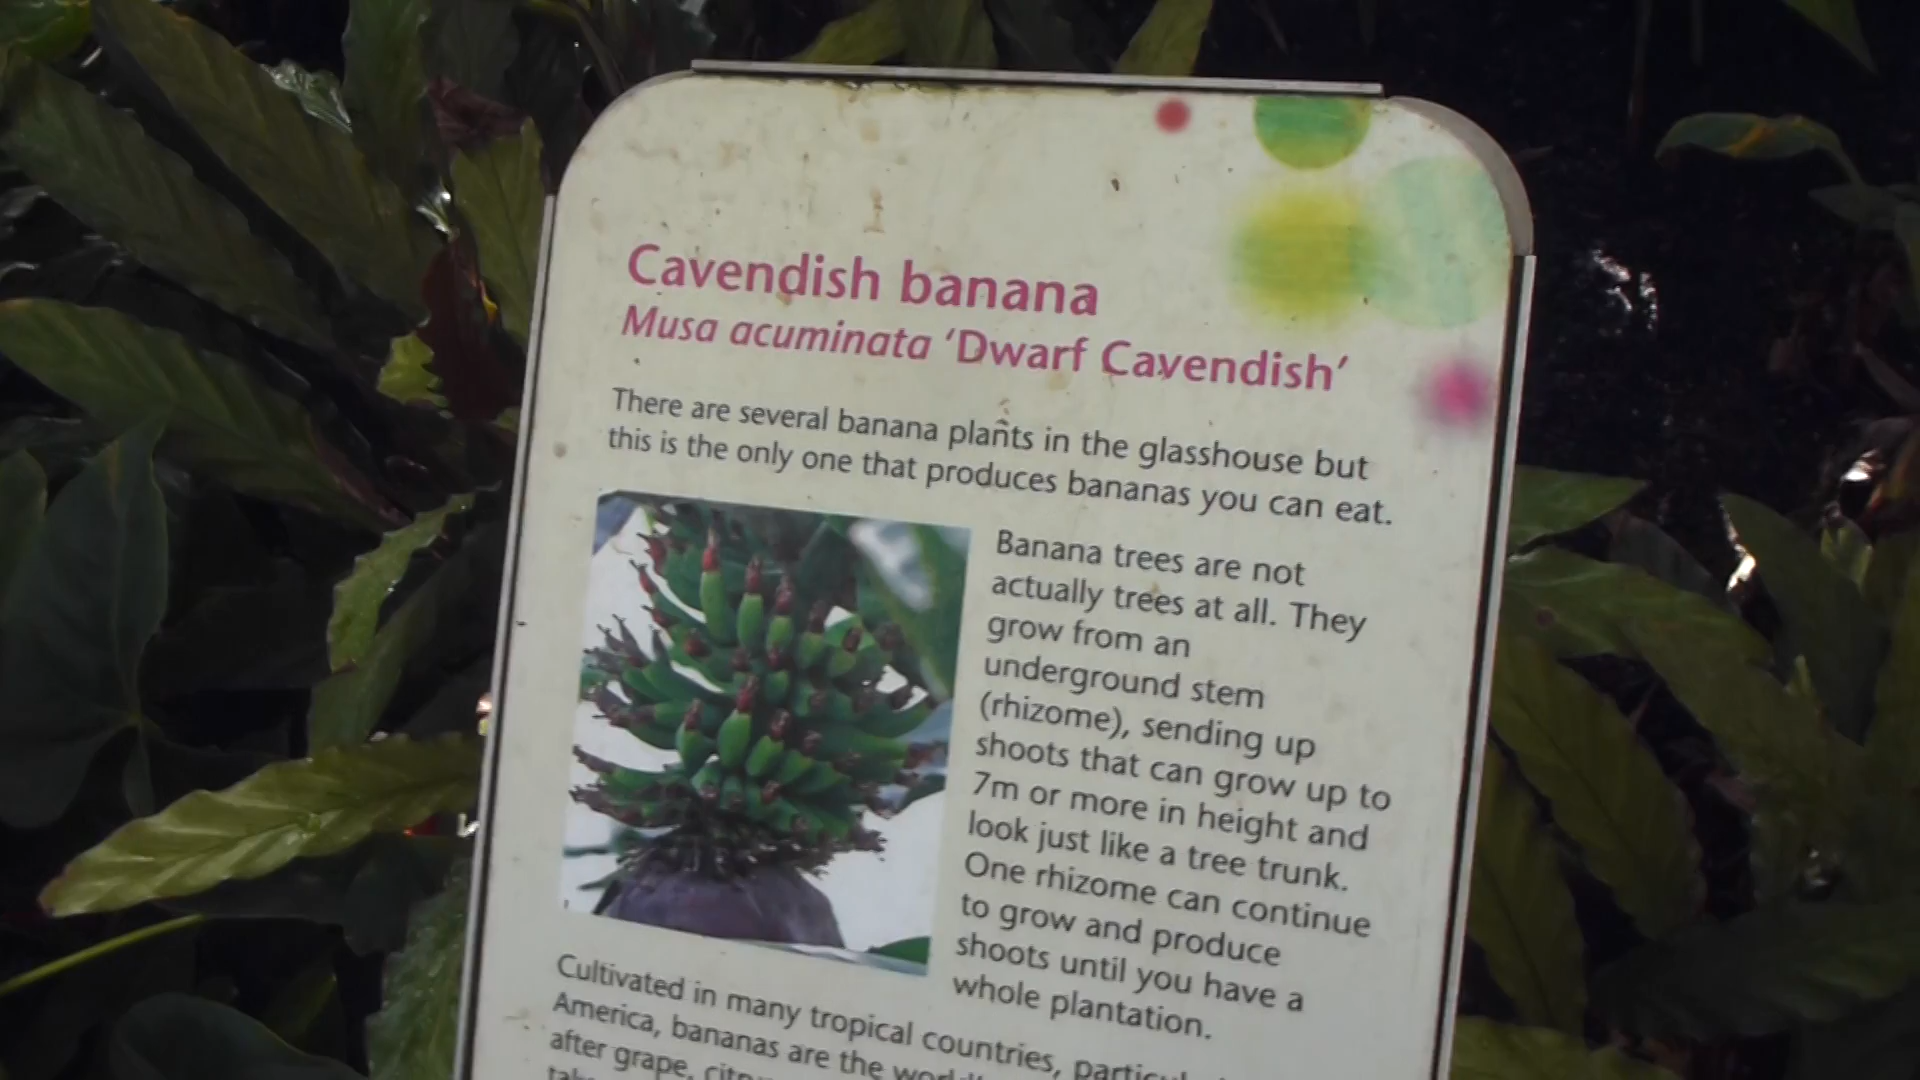 Cavendish banana
Musa acuminata ‘Dwarf Cavendish’
There are several banana plants in the glasshouse but
this is the only one that produces bananas you can eat.
Banana trees are not
actually trees at all. They
grow from an
underground stem
(rhizome), sending up
shoots that can grow up to
7m or more in height and
look just like a tree trunk.
One rhizome can continue
to grow and produce
shoots until you have a
whole plantation.
Cultivated in many tropical countries,
America, bananas are the
after grape,